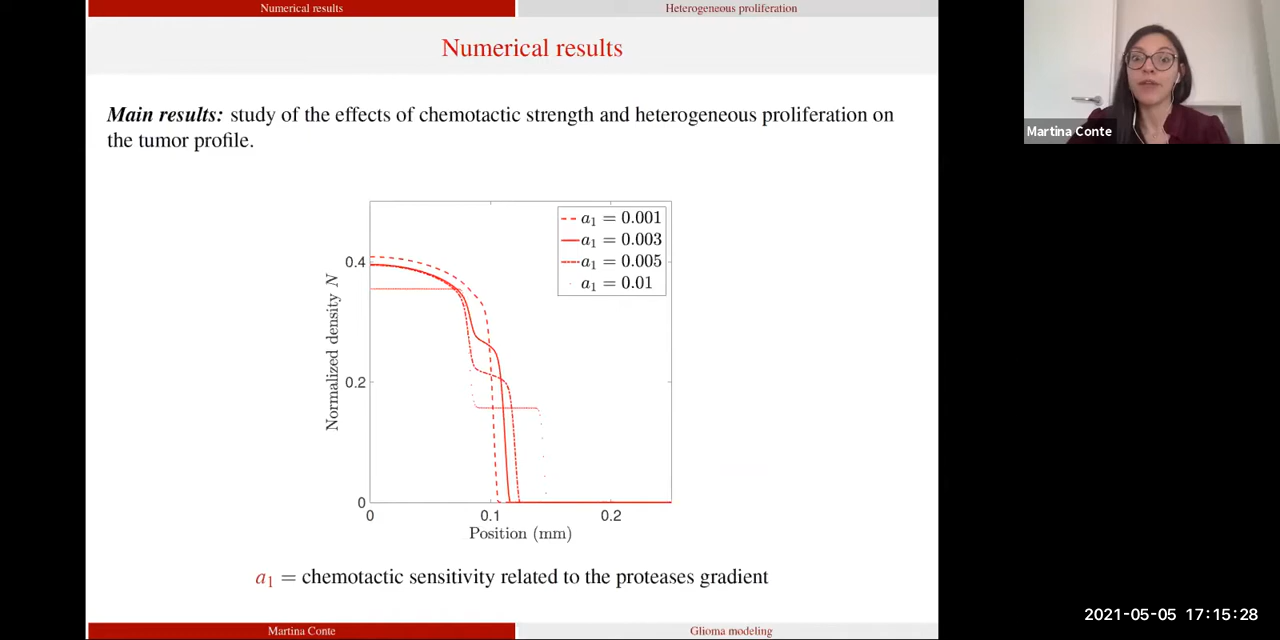 Numerical results
Heterogeneous proliferation
Numerical results
Main results: study of the effects of chemotactic strength and heterogeneous proliferation on
the tumor profile.
a₁ = 0.001
a₁ = 0.003
a₁ = 0.005
a₁ = 0.01
Normalized density N
0.4
0.2
0
0
0.1
0.2
Position (mm)
a₁ = chemotactic sensitivity related to the proteases gradient
Martina Conte
Glioma modeling
Martina Conte
2021-05-05 17:15:28